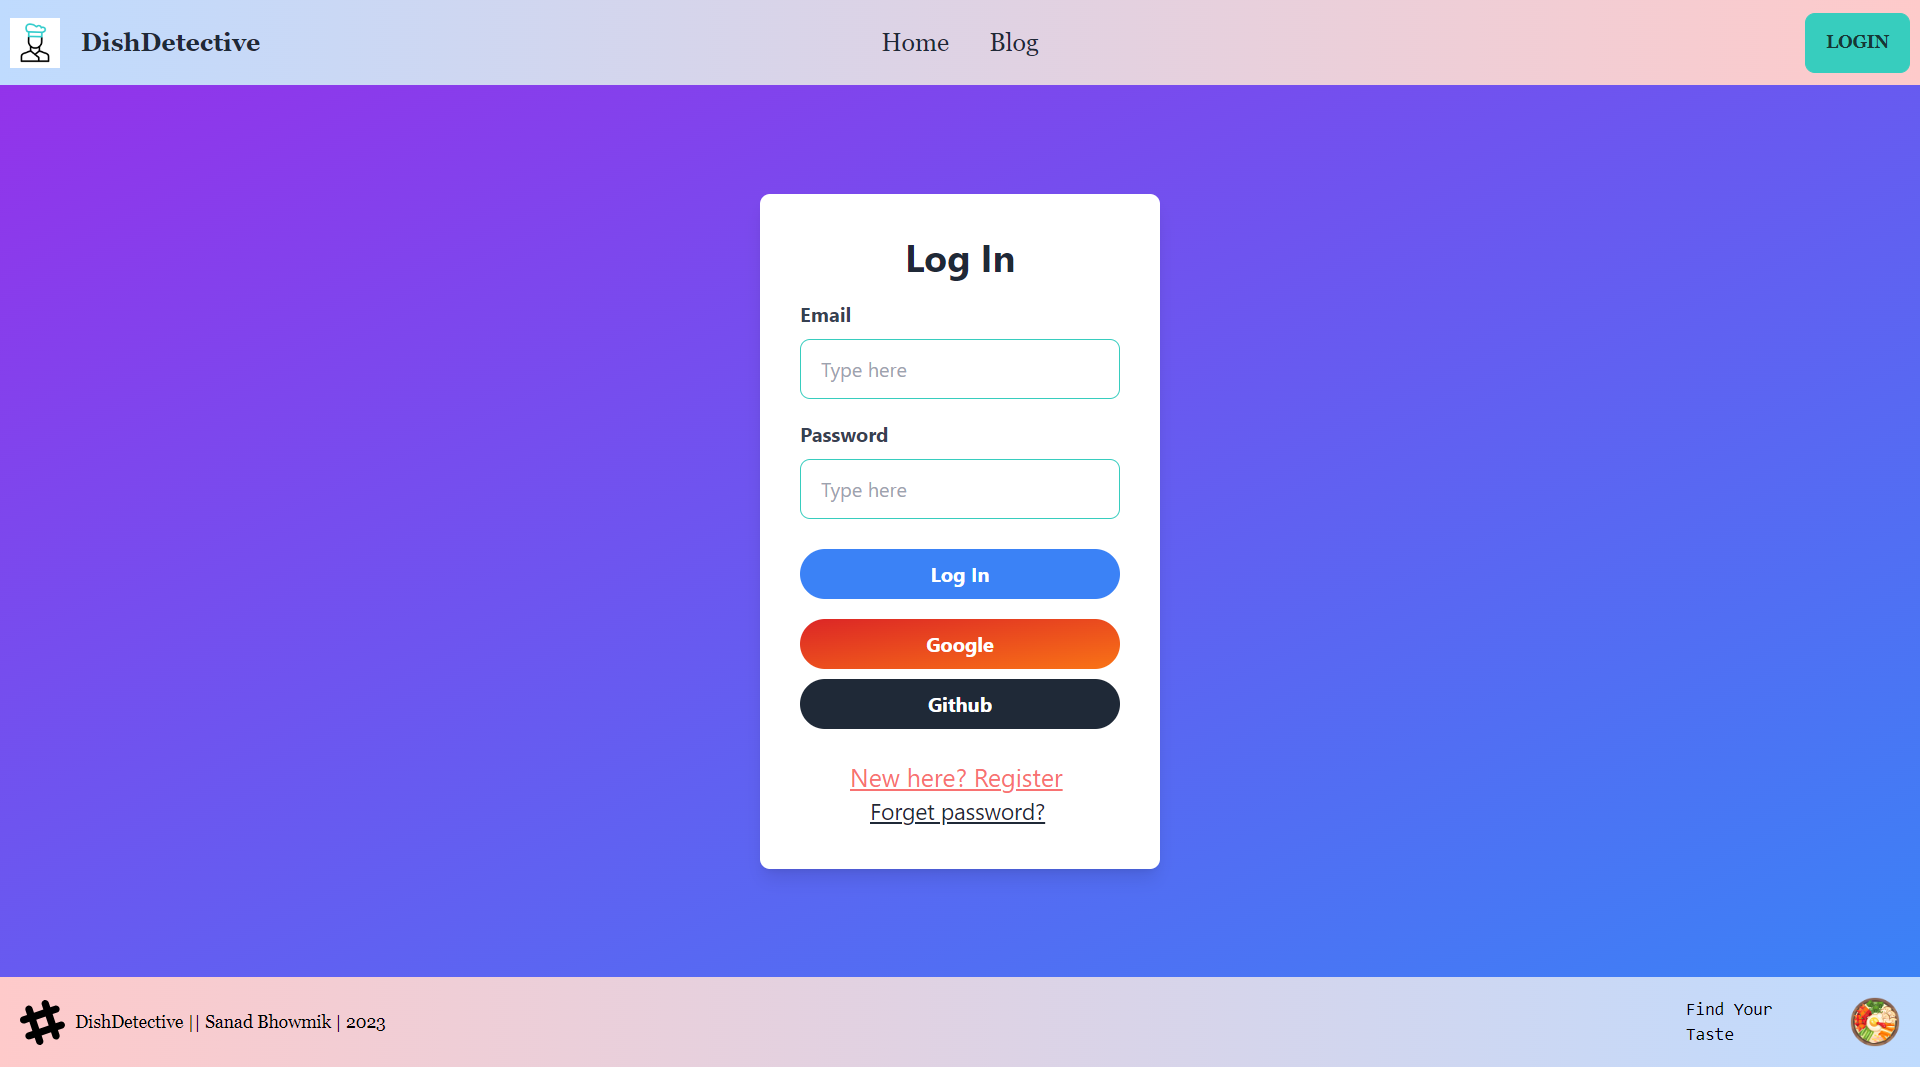 DishDetective
Home
Blog
LOGIN
Log In
Email
Type here
Password
Type here
Log In
Google
Github
New here? Register
Forget password?
DishDetective || Sanad Bhowmik | 2023
Find Your
Taste